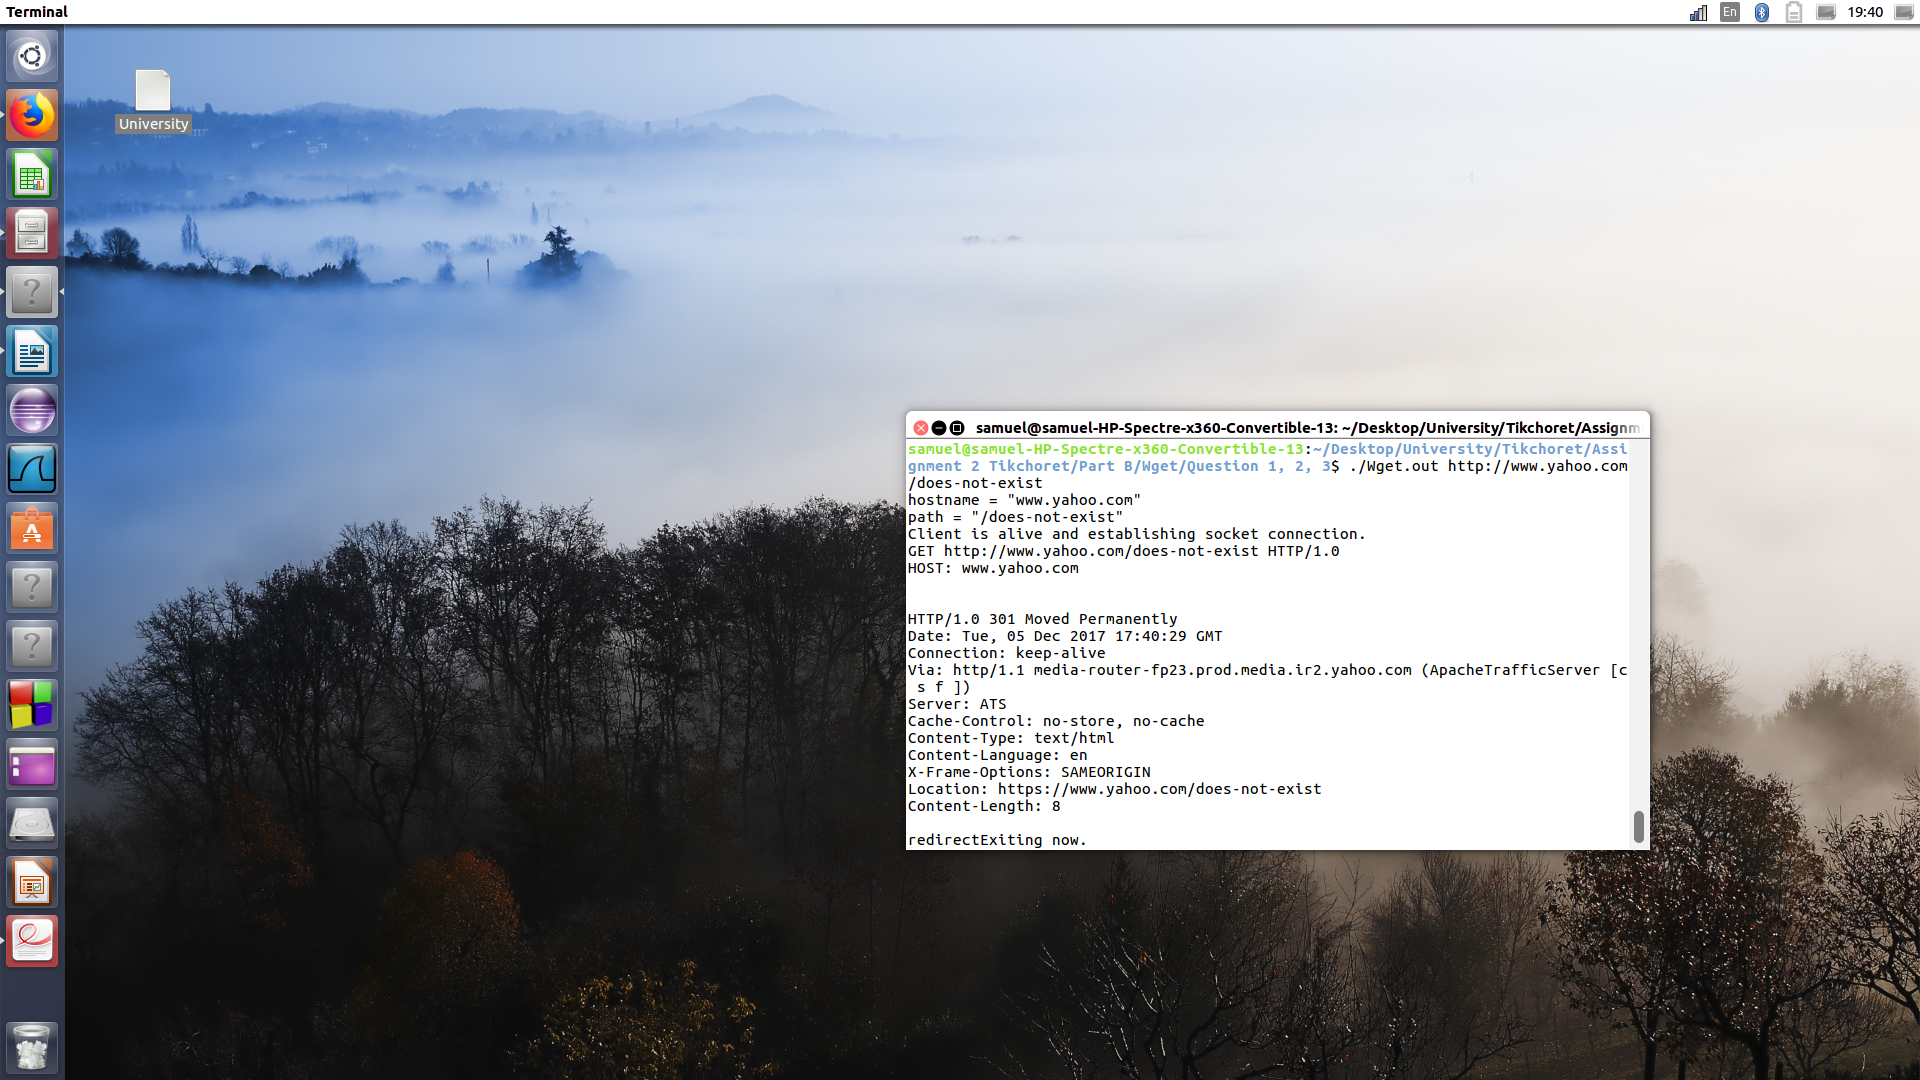 Terminal
En
19:40
University
samuel@samuel-HP-Spectre-x360-Convertible-13: ~/Desktop/University/Tikchoret/Assignm
samuel@samuel-HP-Spectre-x360-Convertible-13:~/Desktop/University/Tikchoret/Assi
gnment 2 Tikchoret/Part B/Wget/Question 1, 2, 3$ ./Wget.out http://www.yahoo.com
/does-not-exist
hostname = "www.yahoo.com"
path = "/does-not-exist"
Client is alive and establishing socket connection.
GET http://www.yahoo.com/does-not-exist HTTP/1.0
HOST: www.yahoo.com
HTTP/1.0 301 Moved Permanently
Date: Tue, 05 Dec 2017 17:40:29 GMT
Connection: keep-alive
Via: http/1.1 media-router-fp23.prod.media.ir2.yahoo.com (ApacheTrafficServer [c
 s f ])
Server: ATS
Cache-Control: no-store, no-cache
Content-Type: text/html
Content-Language: en
X-Frame-Options: SAMEORIGIN
Location: https://www.yahoo.com/does-not-exist
Content-Length: 8
redirectExiting now.